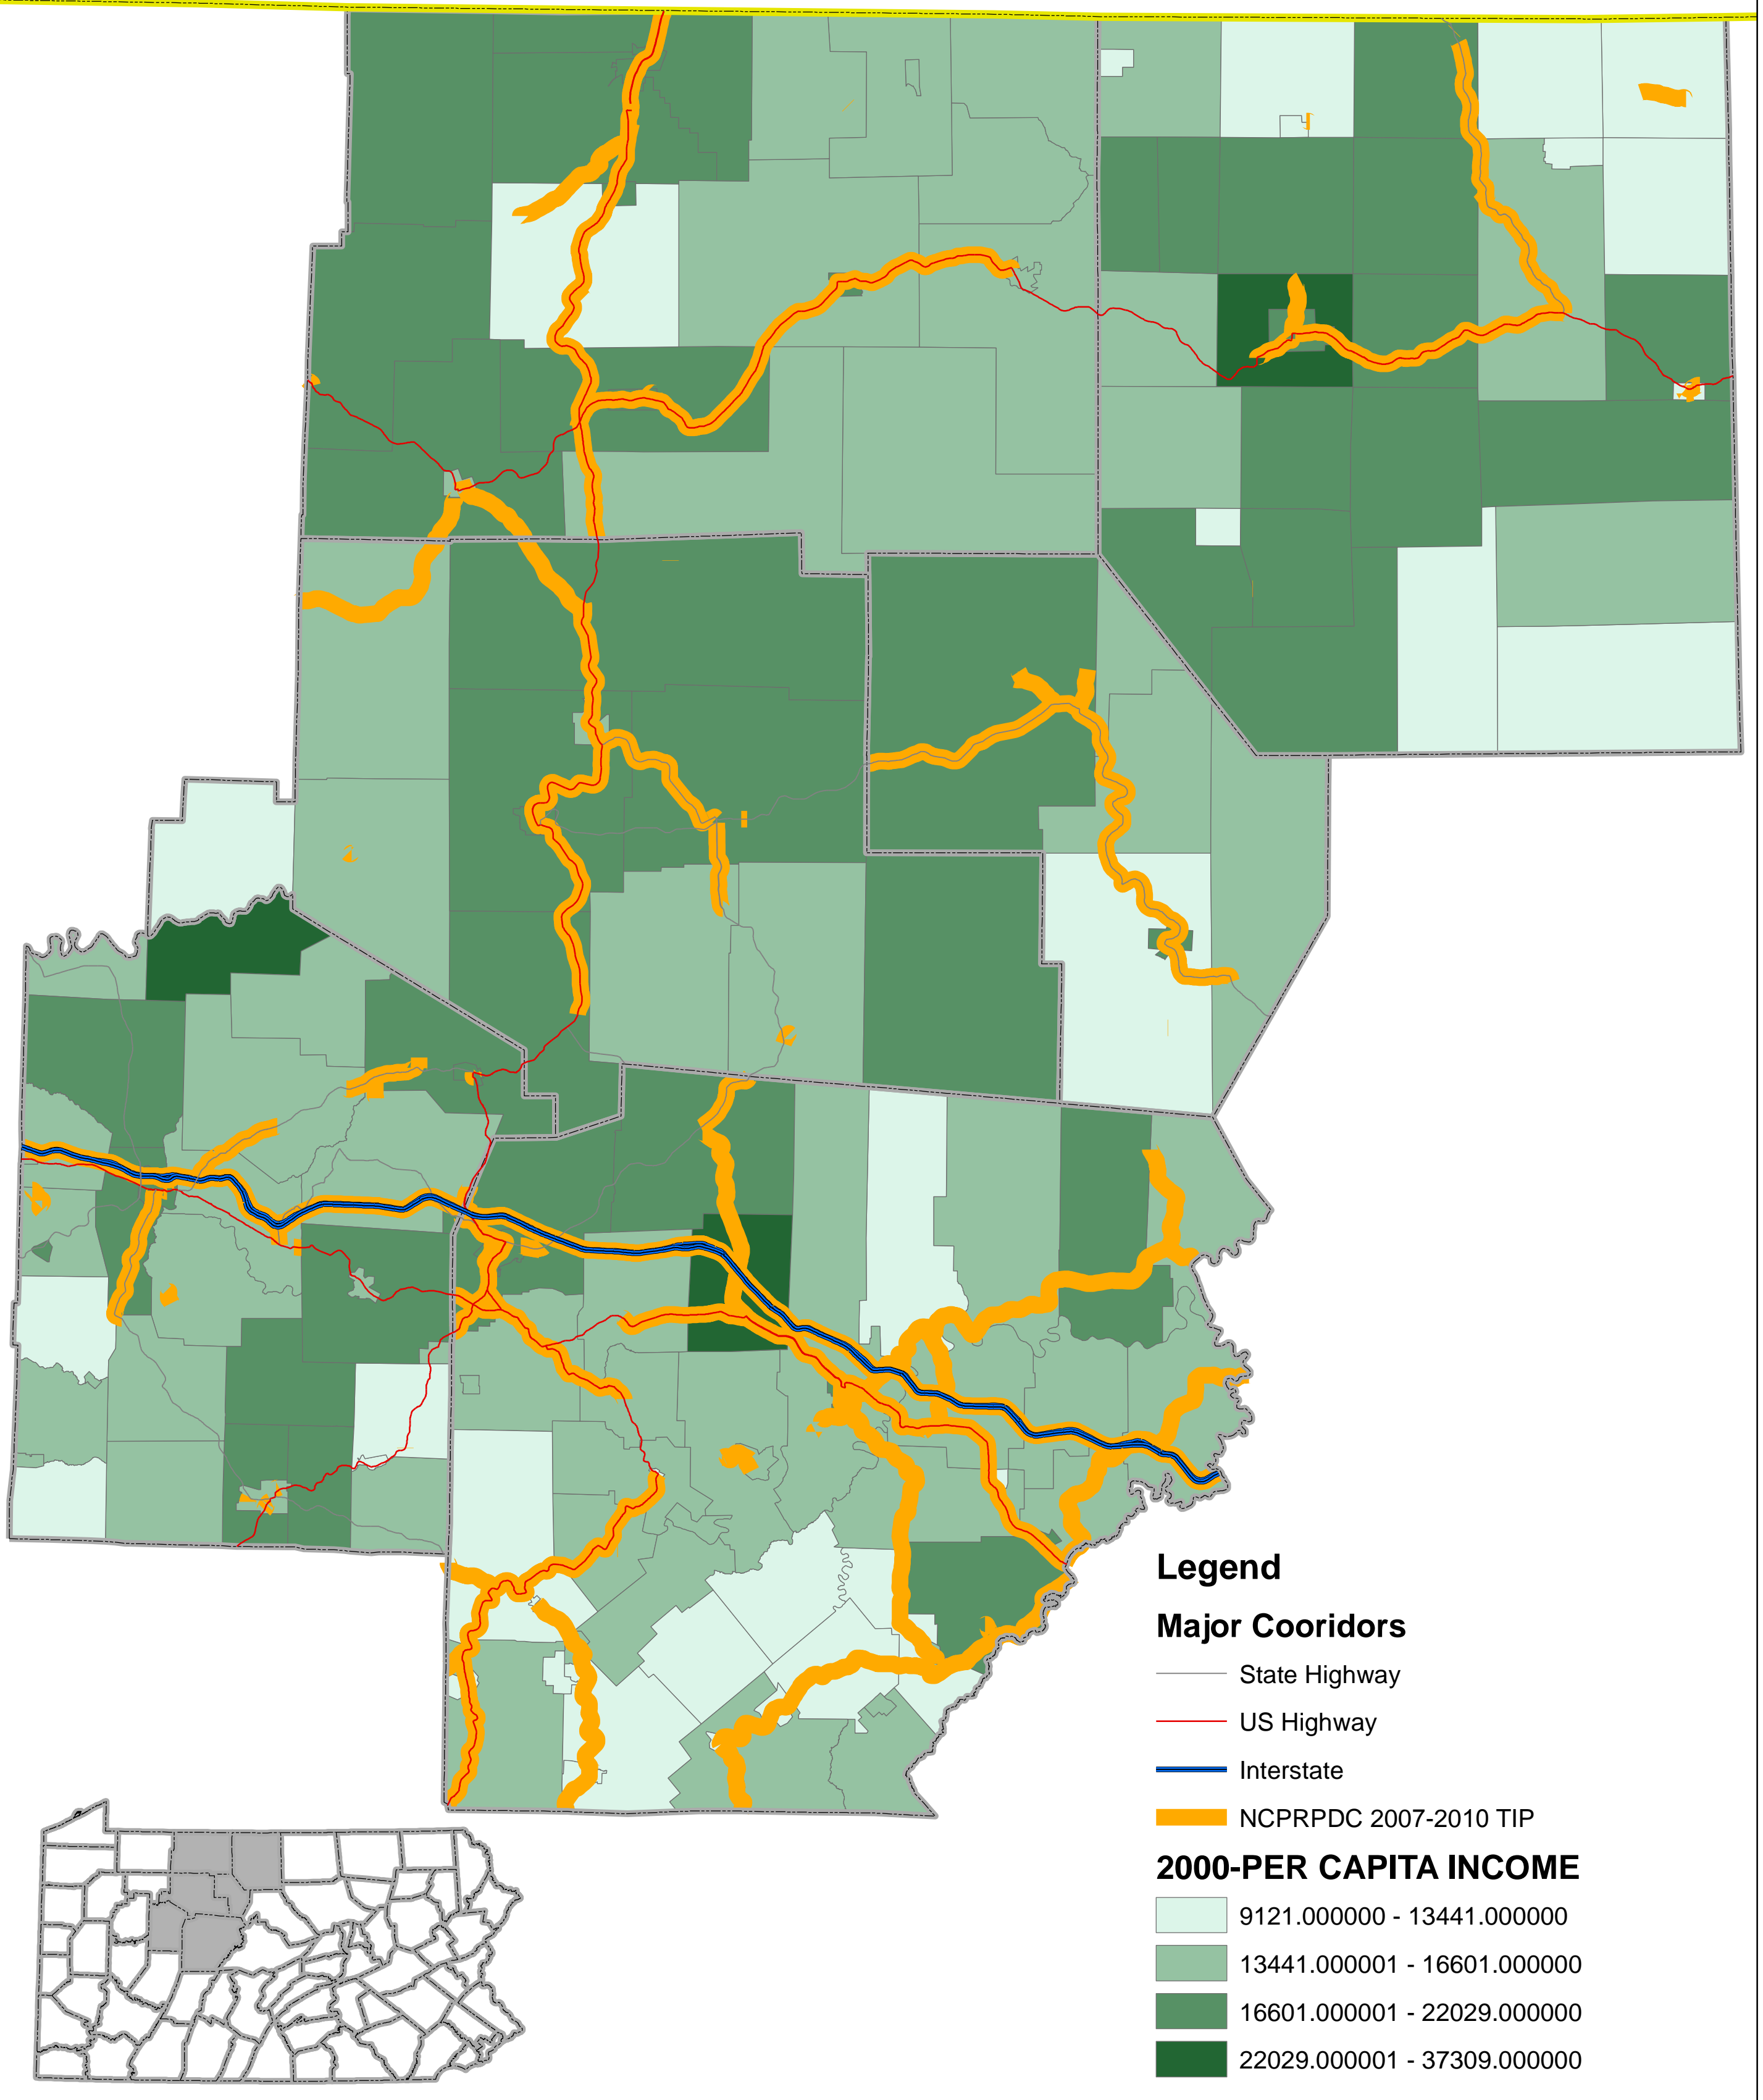 Legend
Major Cooridors
State Highway
US Highway
Interstate
NCPRPDC 2007-2010 TIP
2000-PER CAPITA INCOME
9121.000000 - 13441.000000
13441.000001 - 16601.000000
16601.000001 - 22029.000000
22029.000001 - 37309.000000